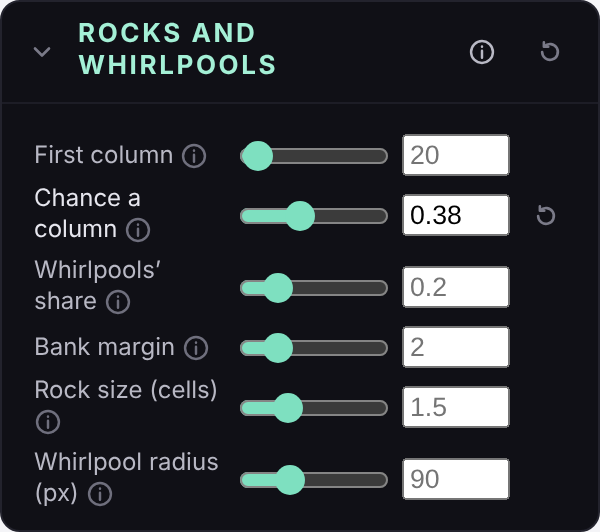 ROCKS AND
WHIRLPOOLS
First column
20
Chance a
column
0.38
Whirlpools’
share
0.2
Bank margin
2
Rock size (cells)
1.5
Whirlpool radius
(px)
90